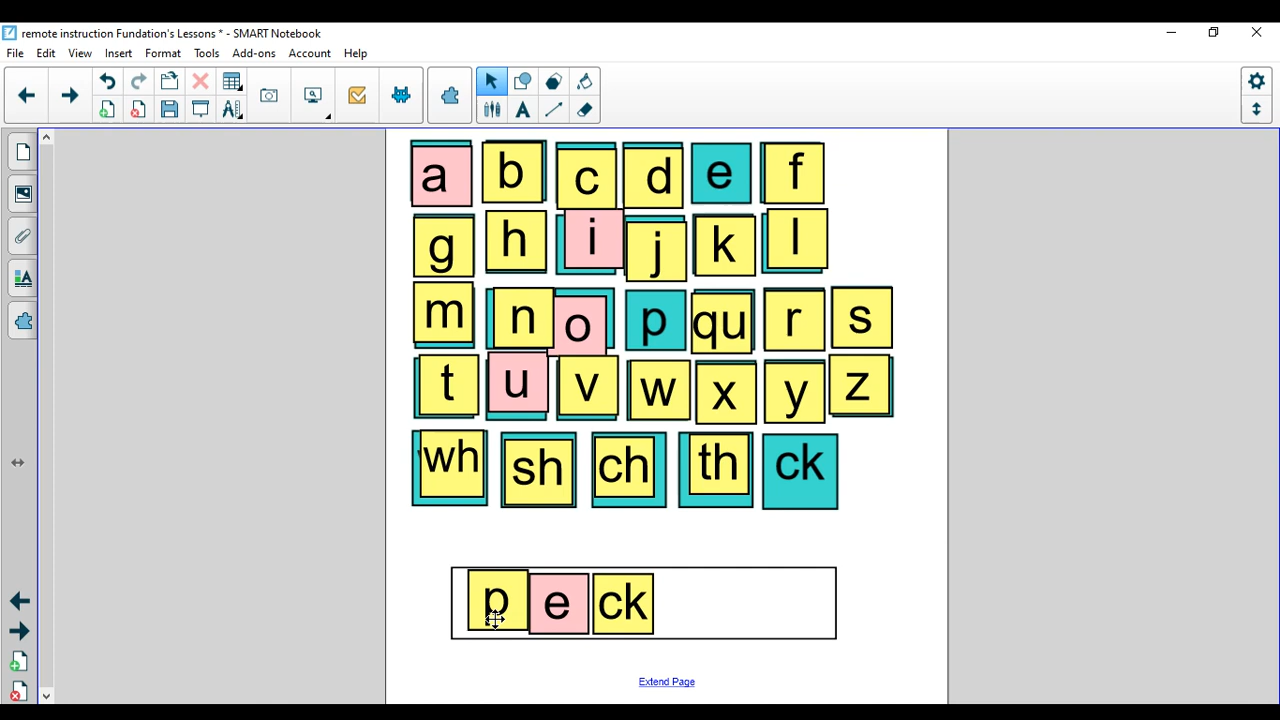 remote instruction Fundation's Lessons * - SMART Notebook
File Edit View Insert Format Tools Add-ons Account Help
a b c d e f
g h i j k l
m n o p qu r s
t u v w x y z
wh sh ch th ck
p e ck
Extend Page